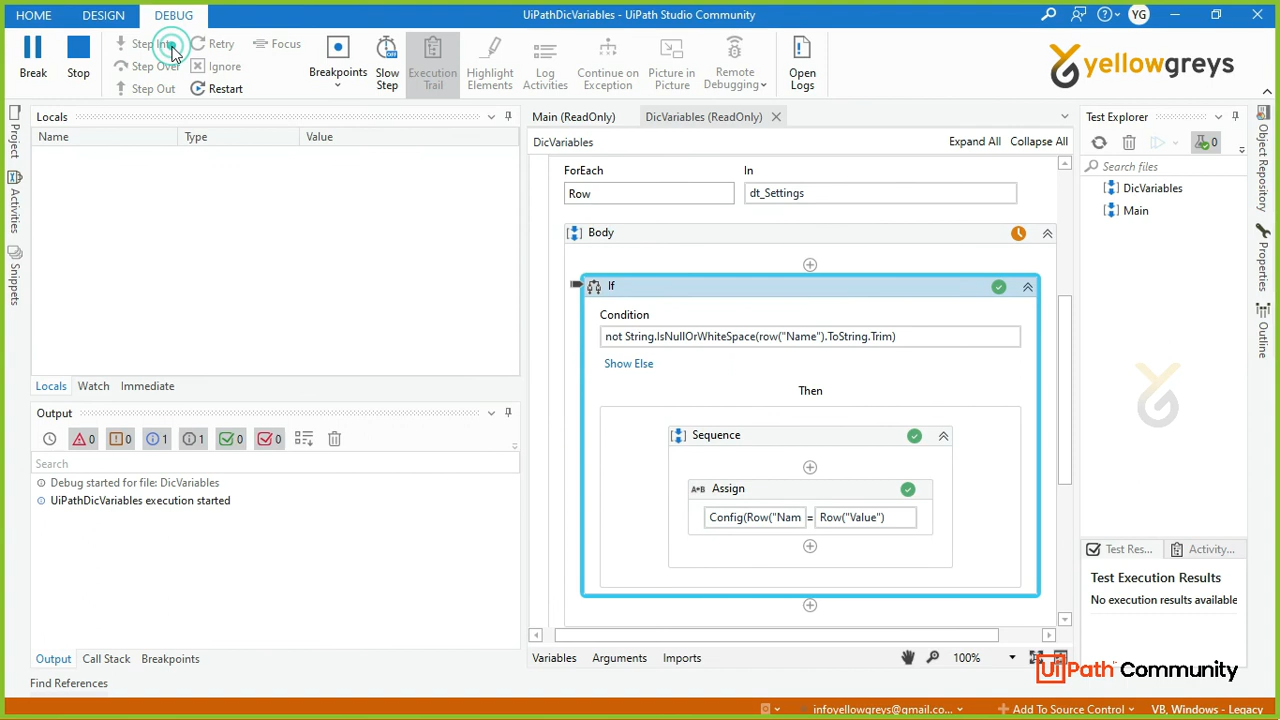 HOME DESIGN DEBUG UiPathDicVariables - UiPath Studio Community YG
Break Stop Step Into Retry Focus
Step Over Ignore
Step Out Restart
Breakpoints Slow Step Execution Trail Highlight Elements Log Activities Continue on Exception Picture in Picture Remote Debugging Open Logs
yellowgreys
Locals
Name Type Value
Locals Watch Immediate
Output
0 0 1 1 0 0
Search
Debug started for file: DicVariables
UiPathDicVariables execution started
Output Call Stack Breakpoints
Find References
Project
Activities
Snippets
Main (ReadOnly) DicVariables (ReadOnly)
DicVariables Expand All Collapse All
ForEach In
Row dt_Settings
Body
If
Condition
not String.IsNullOrWhiteSpace(row("Name").ToString.Trim)
Show Else
Then
Sequence
Assign
Config(Row("Nam = Row("Value")
Variables Arguments Imports 100%
Test Explorer
0
Search files
DicVariables
Main
Test Res... Activity...
Test Execution Results
No execution results available
Object Repository
Properties
Outline
UiPath Community
infoyellowgreys@gmail.co... Add To Source Control VB, Windows - Legacy